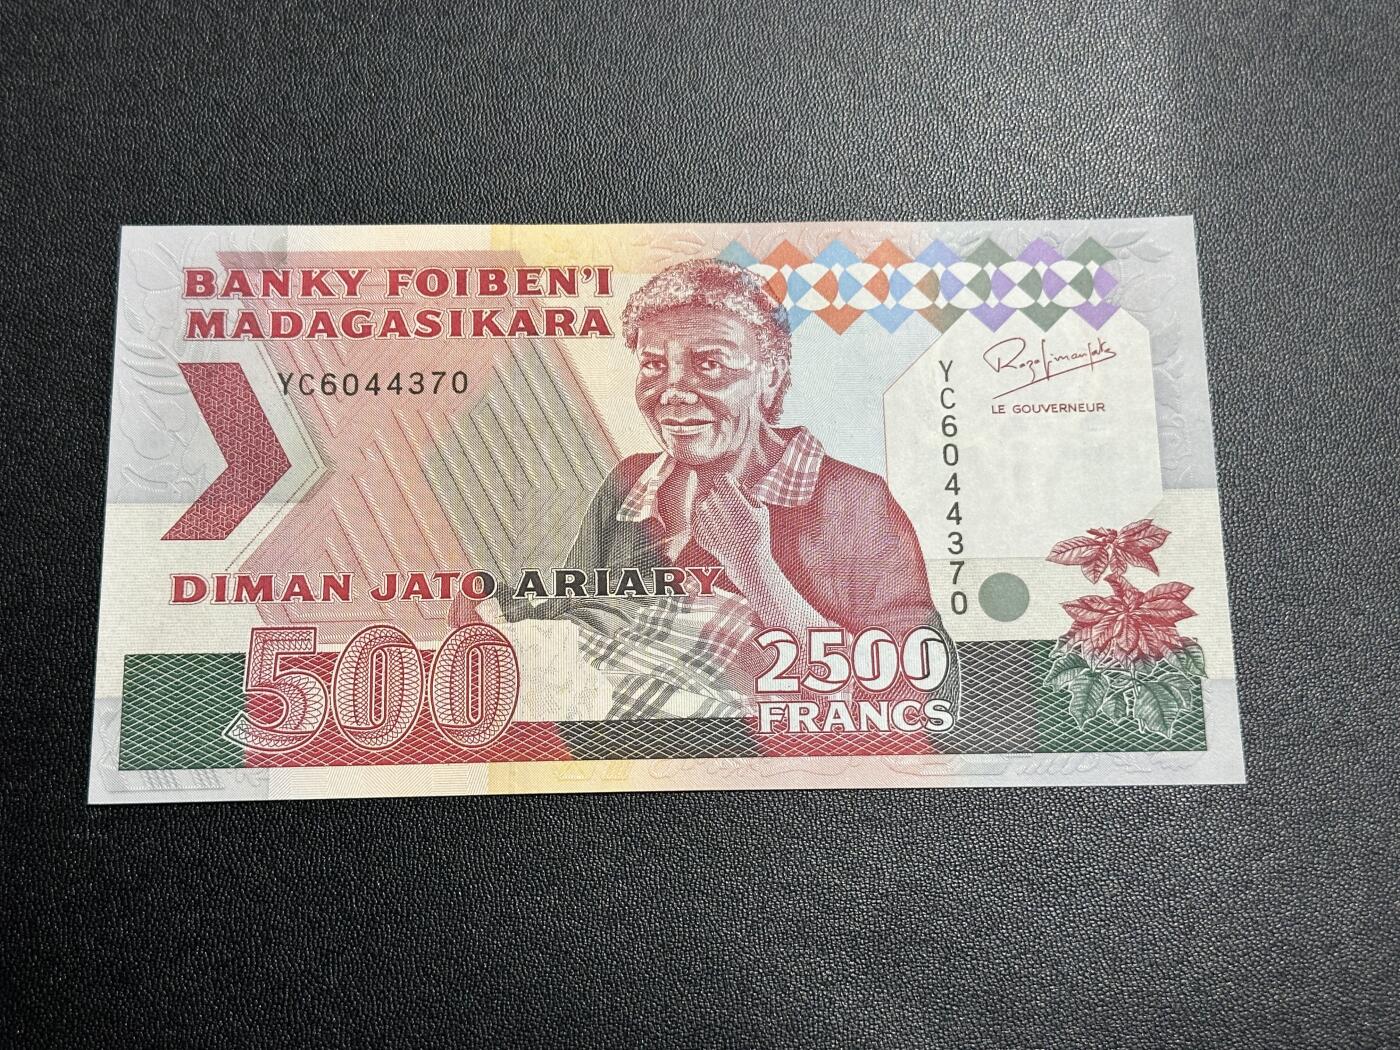 BANKY FOIBEN'I
MADAGASIKARA
YC6044370
YC6044370
LE GOUVERNEUR
DIMAN JATO ARIARY
500
2500
FRANCS